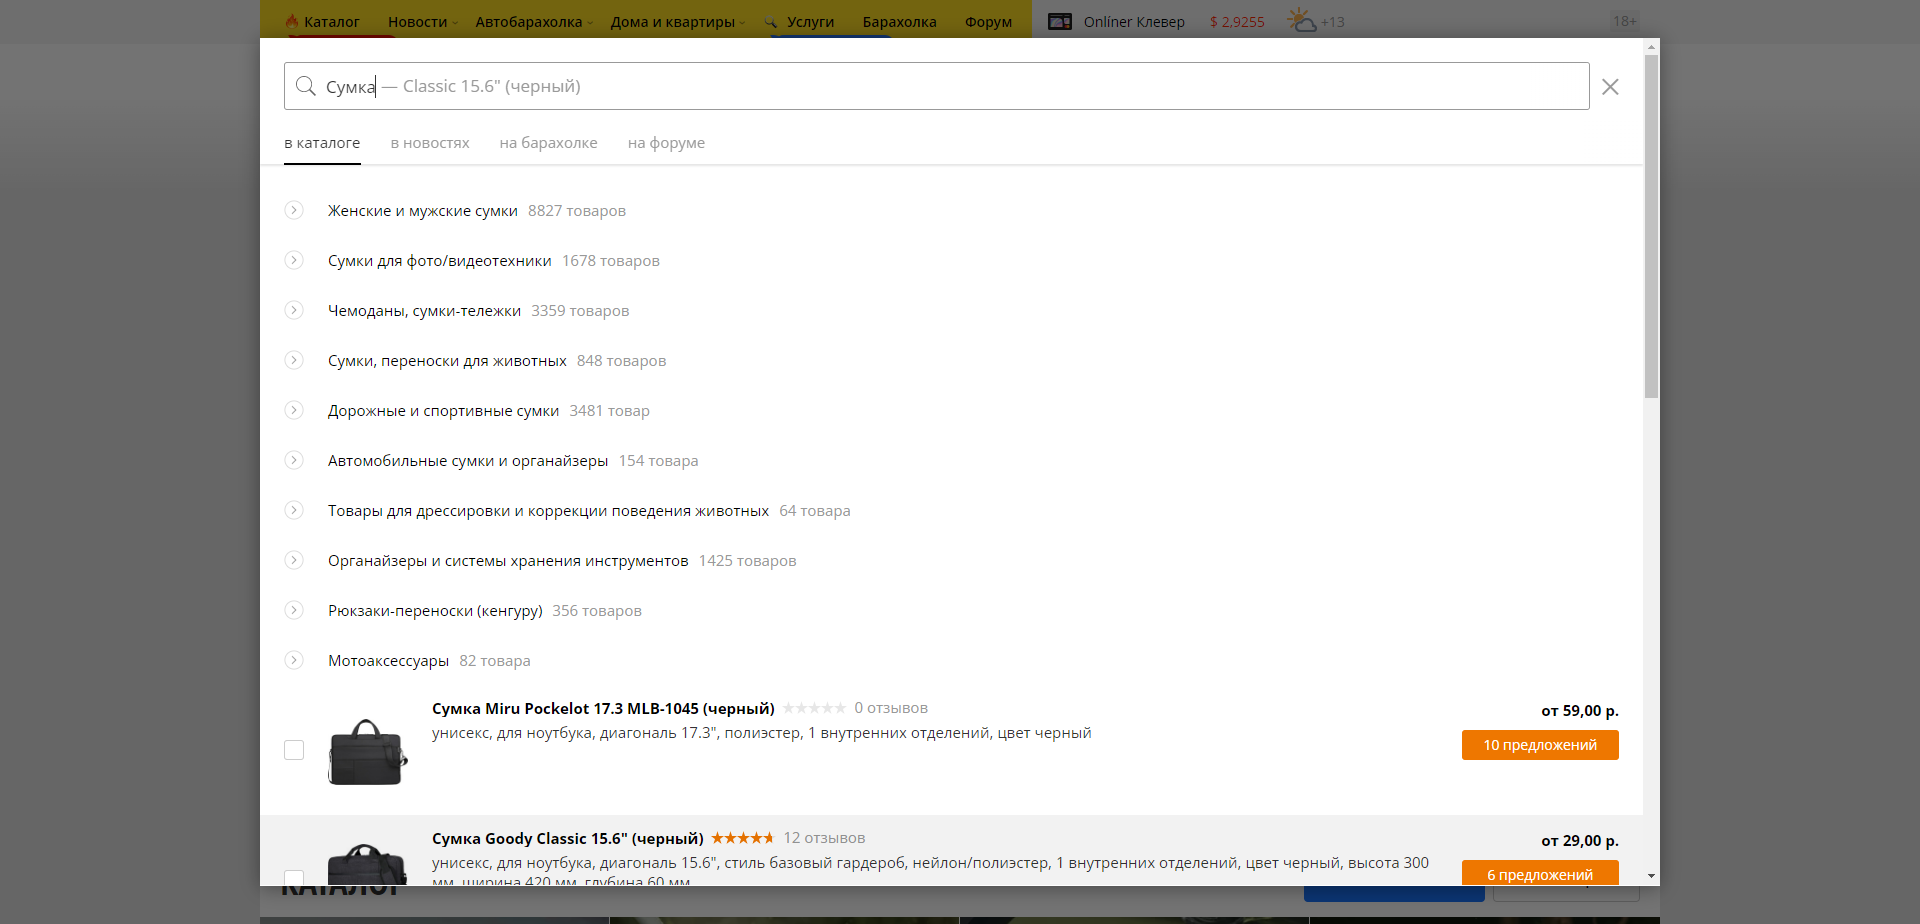 Каталог Новости Автобарахолка Дома и квартиры Услуги Барахолка Форум Onlíner Клевер $ 2,9255 +13 18+
Сумка — Classic 15.6" (черный)
в каталоге в новостях на барахолке на форуме
Женские и мужские сумки 8827 товаров
Сумки для фото/видеотехники 1678 товаров
Чемоданы, сумки-тележки 3359 товаров
Сумки, переноски для животных 848 товаров
Дорожные и спортивные сумки 3481 товар
Автомобильные сумки и органайзеры 154 товара
Товары для дрессировки и коррекции поведения животных 64 товара
Органайзеры и системы хранения инструментов 1425 товаров
Рюкзаки-переноски (кенгуру) 356 товаров
Мотоаксессуары 82 товара
Сумка Miru Pockelot 17.3 MLB-1045 (черный) 0 отзывов
от 59,00 р.
унисекс, для ноутбука, диагональ 17.3", полиэстер, 1 внутренних отделений, цвет черный
10 предложений
Сумка Goody Classic 15.6" (черный) 12 отзывов
от 29,00 р.
унисекс, для ноутбука, диагональ 15.6", стиль базовый гардероб, нейлон/полиэстер, 1 внутренних отделений, цвет черный, высота 300
6 предложений
мм, ширина 420 мм, глубина 60 мм
КАТАЛОГ